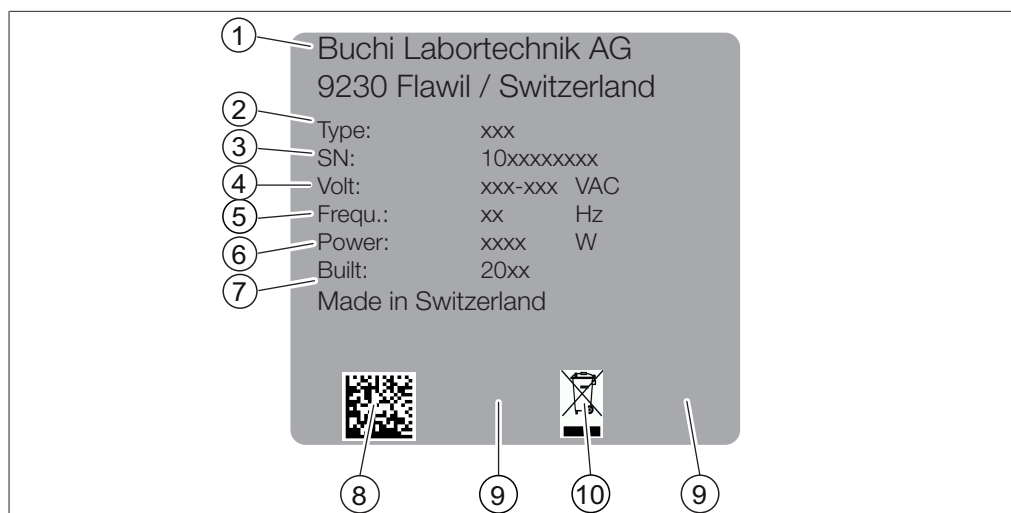 1 Buchi Labortechnik AG
9230 Flawil / Switzerland
2 Type: xxx
3 SN: 10xxxxxxxx
4 Volt: xxx-xxx VAC
5 Frequ.: xx Hz
6 Power: xxxx W
7 Built: 20xx
Made in Switzerland
8 9 10 9